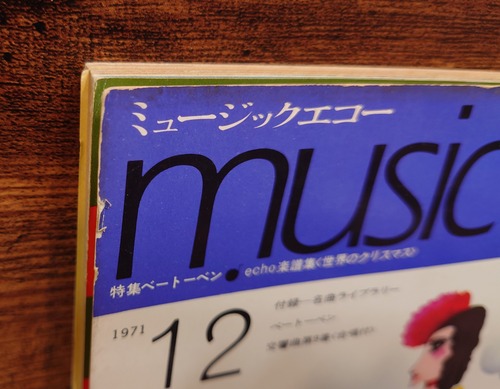 ミュージックエコー
music
特集ベートーベン. echo楽譜集〈世界のクリスマス〉
1971
12
付録—名曲ライブラリー
ベートーベン